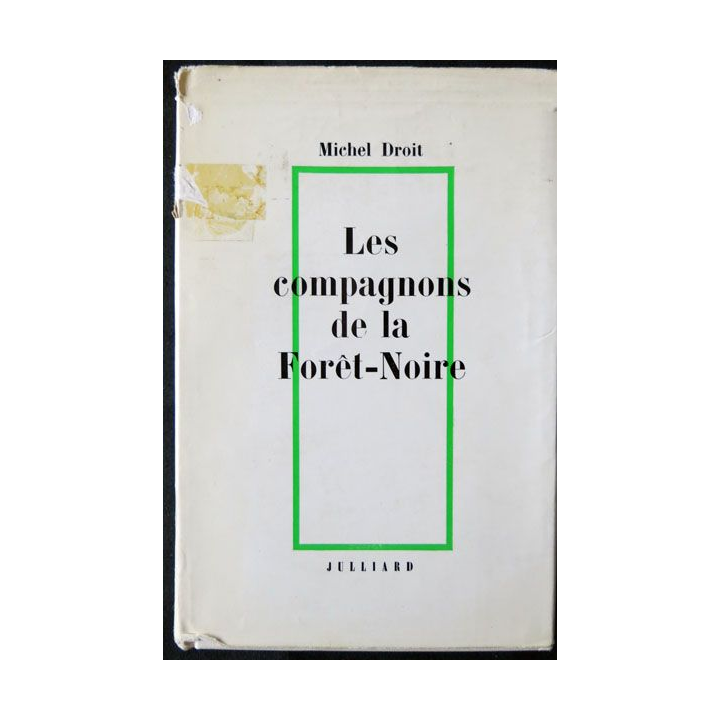 Michel Droit
Les
compagnons
de la
Forêt-Noire
JULLIARD